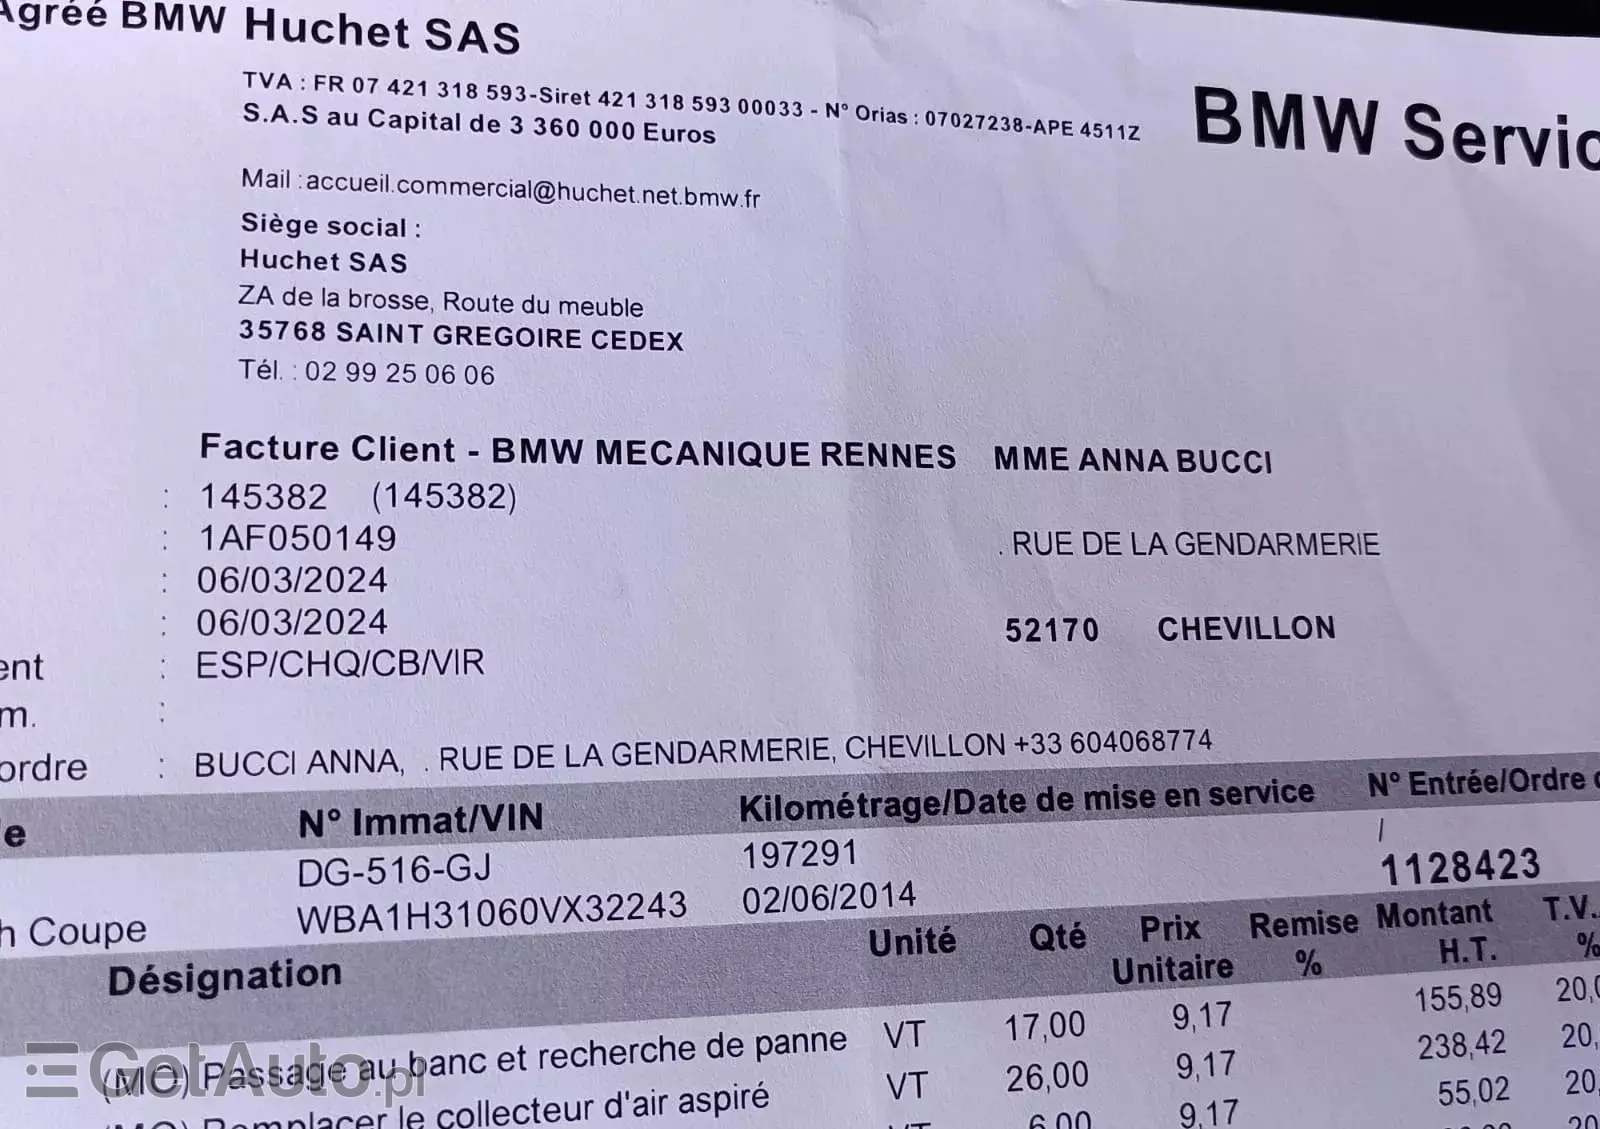 Agréé BMW Huchet SAS
TVA : FR 07 421 318 593-Siret 421 318 593 00033 - N° Orias : 07027238-APE 4511Z
S.A.S au Capital de 3 360 000 Euros
BMW Servic
Mail :accueil.commercial@huchet.net.bmw.fr
Siège social :
Huchet SAS
ZA de la brosse, Route du meuble
35768 SAINT GREGOIRE CEDEX
Tél. : 02 99 25 06 06
Facture Client - BMW MECANIQUE RENNES MME ANNA BUCCI
: 145382 (145382)
: 1AF050149 . RUE DE LA GENDARMERIE
: 06/03/2024
: 06/03/2024 52170 CHEVILLON
ent : ESP/CHQ/CB/VIR
m. :
ordre : BUCCI ANNA, . RUE DE LA GENDARMERIE, CHEVILLON +33 604068774
e N° Immat/VIN Kilométrage/Date de mise en service N° Entrée/Ordre
DG-516-GJ 197291 /
h Coupe WBA1H31060VX32243 02/06/2014 1128423
Désignation Unité Qté Prix Unitaire Remise % Montant H.T. T.V. %
(MO) Passage au banc et recherche de panne VT 17,00 9,17 155,89 20,0
(MO) Remplacer le collecteur d'air aspiré VT 26,00 9,17 238,42 20,
VT 6,00 9,17 55,02 20,
GetAuto.pl